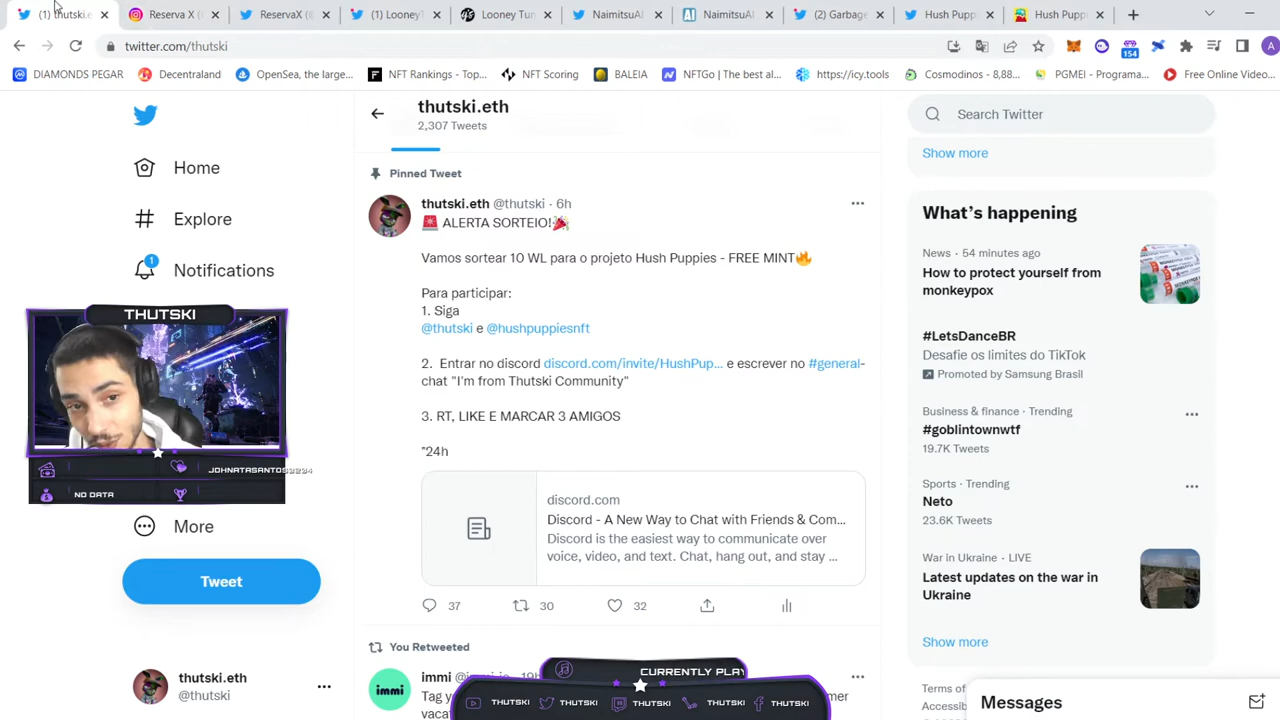 (1) thutski.e
Reserva X (
ReservaX (
(1) LooneyT
Looney Tun
NaimitsuAI
NaimitsuAI
(2) Garbage
Hush Pupp
Hush Puppi
twitter.com/thutski
154
A
DIAMONDS PEGAR
Decentraland
OpenSea, the large...
NFT Rankings - Top...
NFT Scoring
BALEIA
NFTGo | The best al...
https://icy.tools
Cosmodinos - 8,88...
PGMEI - Programa...
Free Online Video...
Home
Explore
1
Notifications
More
Tweet
thutski.eth
@thutski
THUTSKI
JOHNATASANTOS
NO DATA
thutski.eth
2,307 Tweets
Pinned Tweet
thutski.eth @thutski · 6h
🚨 ALERTA SORTEIO!🎉
Vamos sortear 10 WL para o projeto Hush Puppies - FREE MINT🔥
Para participar:
1. Siga
@thutski e @hushpuppiesnft
2. Entrar no discord discord.com/invite/HushPup... e escrever no #general-
chat "I'm from Thutski Community"
3. RT, LIKE E MARCAR 3 AMIGOS
"24h
discord.com
Discord - A New Way to Chat with Friends & Com...
Discord is the easiest way to communicate over
voice, video, and text. Chat, hang out, and stay ...
37
30
32
You Retweeted
immi
immi
Tag
vaca
CURRENTLY PLAY
THUTSKI
THUTSKI
THUTSKI
THUTSKI
THUTSKI
Search Twitter
Show more
What's happening
News · 54 minutes ago
How to protect yourself from
monkeypox
#LetsDanceBR
Desafie os limites do TikTok
Promoted by Samsung Brasil
Business & finance · Trending
#goblintownwtf
19.7K Tweets
Sports · Trending
Neto
23.6K Tweets
War in Ukraine · LIVE
Latest updates on the war in
Ukraine
Show more
Terms of
Accessib
Messages